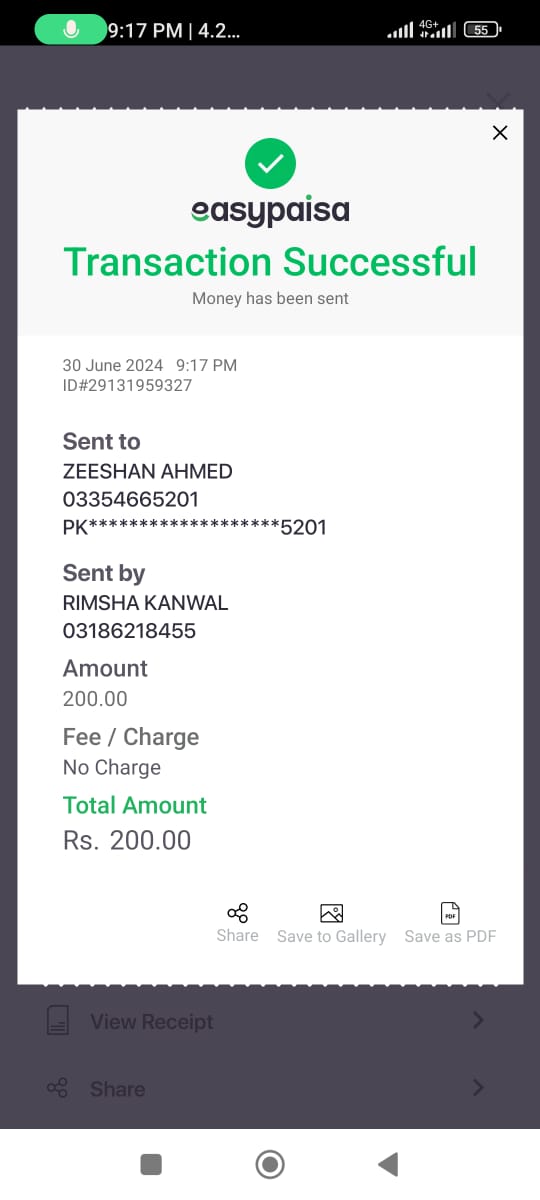 9:17 PM | 4.2...
4G+
55
easypaisa
Transaction Successful
Money has been sent
30 June 2024 9:17 PM
ID#29131959327
Sent to
ZEESHAN AHMED
03354665201
PK*******************5201
Sent by
RIMSHA KANWAL
03186218455
Amount
200.00
Fee / Charge
No Charge
Total Amount
Rs. 200.00
Share
Save to Gallery
PDF
Save as PDF
View Receipt
Share